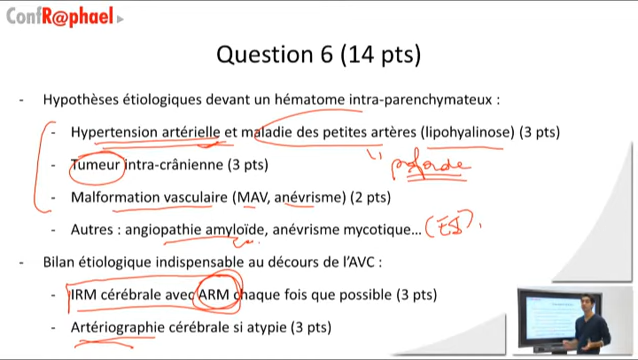 ConfR@phael
Question 6 (14 pts)
- Hypothèses étiologiques devant un hématome intra-parenchymateux :
- Hypertension artérielle et maladie des petites artères (lipohyalinose) (3 pts)
- Tumeur intra-crânienne (3 pts)
profonde
- Malformation vasculaire (MAV, anévrisme) (2 pts)
- Autres : angiopathie amyloïde, anévrisme mycotique...
- Bilan étiologique indispensable au décours de l'AVC :
- IRM cérébrale avec ARM chaque fois que possible (3 pts)
- Artériographie cérébrale si atypie (3 pts)